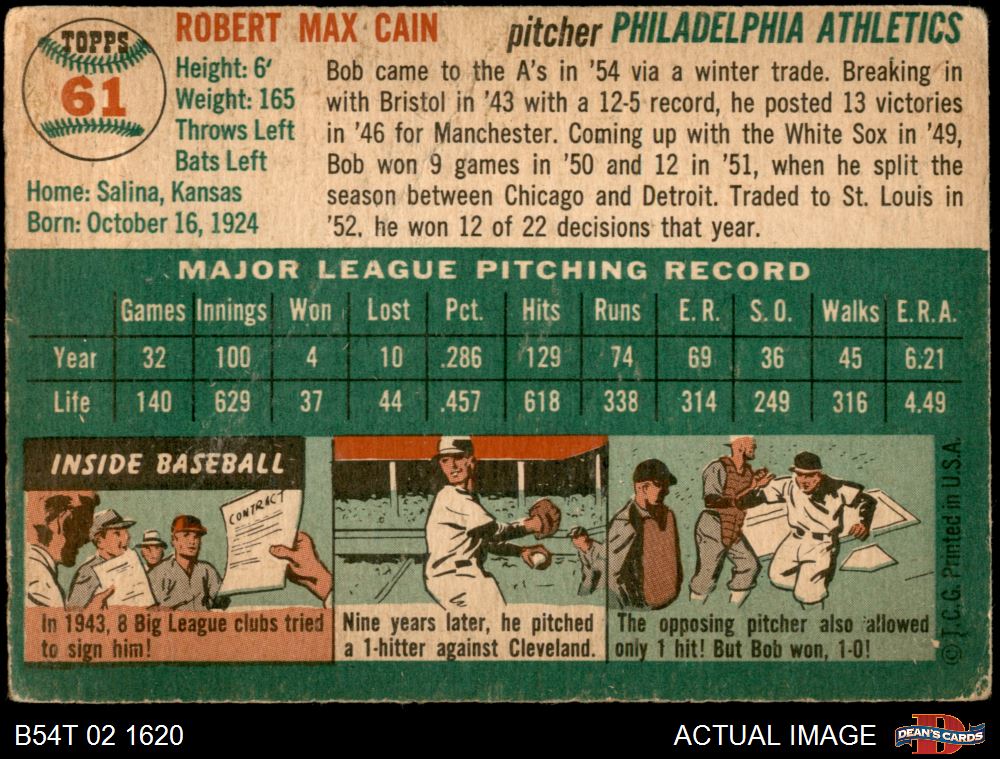 TOPPS
61
ROBERT MAX CAIN pitcher PHILADELPHIA ATHLETICS
Height: 6'
Weight: 165
Throws Left
Bats Left
Home: Salina, Kansas
Born: October 16, 1924
Bob came to the A's in '54 via a winter trade. Breaking in
with Bristol in '43 with a 12-5 record, he posted 13 victories
in '46 for Manchester. Coming up with the White Sox in '49,
Bob won 9 games in '50 and 12 in '51, when he split the
season between Chicago and Detroit. Traded to St. Louis in
'52, he won 12 of 22 decisions that year.
MAJOR LEAGUE PITCHING RECORD
Games Innings Won Lost Pct. Hits Runs E.R. S.O. Walks E.R.A.
Year 32 100 4 10 .286 129 74 69 36 45 6.21
Life 140 629 37 44 .457 618 338 314 249 316 4.49
INSIDE BASEBALL
CONTRACT
In 1943, 8 Big League clubs tried
to sign him!
Nine years later, he pitched
a 1-hitter against Cleveland.
The opposing pitcher also allowed
only 1 hit! But Bob won, 1-0!
© T.C.G. Printed in U.S.A.
B54T 02 1620
ACTUAL IMAGE
D
DEAN'S CARDS